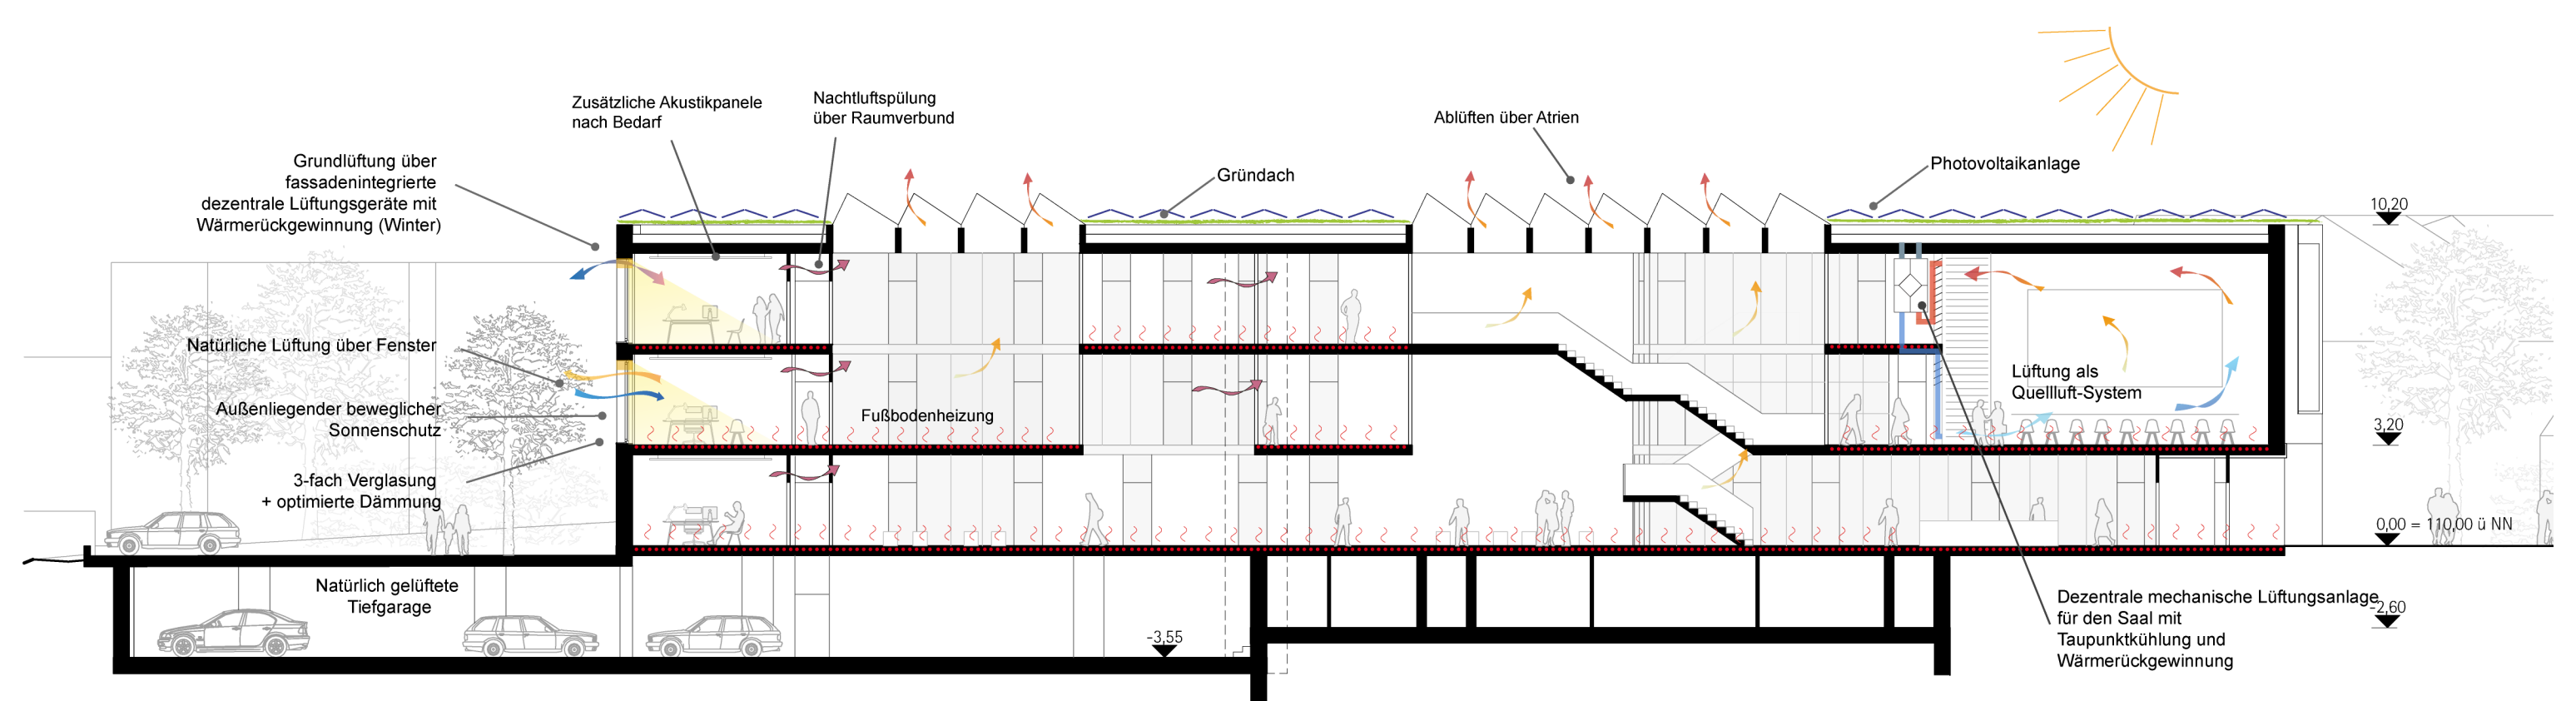 Zusätzliche Akustikpanele
nach Bedarf
Nachtluftspülung
über Raumverbund
Ablüften über Atrien
Grundlüftung über
fassadenintegrierte
dezentrale Lüftungsgeräte mit
Wärmerückgewinnung (Winter)
Gründach
Photovoltaikanlage
10,20
Natürliche Lüftung über Fenster
Lüftung als
Quellluft-System
Außenliegender beweglicher
Sonnenschutz
Fußbodenheizung
3,20
3-fach Verglasung
+ optimierte Dämmung
0,00 = 110,00 ü NN
Natürlich gelüftete
Tiefgarage
-3,55
Dezentrale mechanische Lüftungsanlage
für den Saal mit
Taupunktkühlung und
Wärmerückgewinnung
-2,60